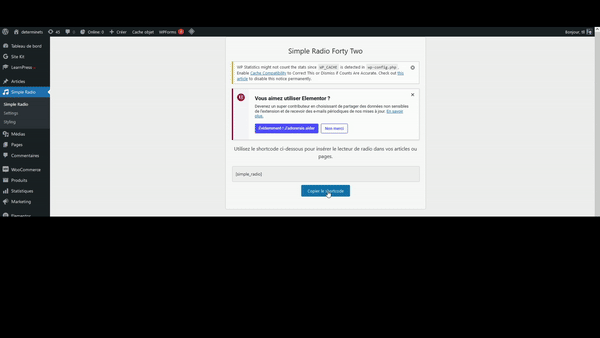 determinets 45 0 Online: 0 Créer Cache objet WPForms Bonjour,
Tableau de bord
Site Kit
LearnPress
Articles
Simple Radio
Simple Radio
Settings
Styling
Médias
Pages
Commentaires
WooCommerce
Produits
Statistiques
Marketing
Elementor
Simple Radio Forty Two
WP Statistics might not count the stats since WP_CACHE is detected in wp-config.php.
Enable Cache Compatibility to Correct This or Dismiss if Counts Are Accurate. Check out this
article to disable this notice permanently.
Vous aimez utiliser Elementor ?
Devenez un super contributeur en choisissant de partager des données non sensibles
de l'extension et de recevoir des e-mails périodiques de nos mises à jour. En savoir
plus.
Évidemment ! J'adorerais aider Non merci
Utilisez le shortcode ci-dessous pour insérer le lecteur de radio dans vos articles ou
pages.
[simple_radio]
Copier le shortcode